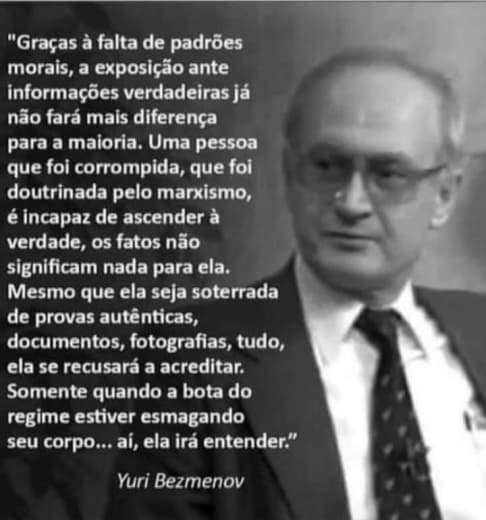 "Graças à falta de padrões
morais, a exposição ante
informações verdadeiras já
não fará mais diferença
para a maioria. Uma pessoa
que foi corrompida, que foi
doutrinada pelo marxismo,
é incapaz de ascender à
verdade, os fatos não
significam nada para ela.
Mesmo que ela seja soterrada
de provas autênticas,
documentos, fotografias, tudo,
ela se recusará a acreditar.
Somente quando a bota do
regime estiver esmagando
seu corpo... aí, ela irá entender."
Yuri Bezmenov